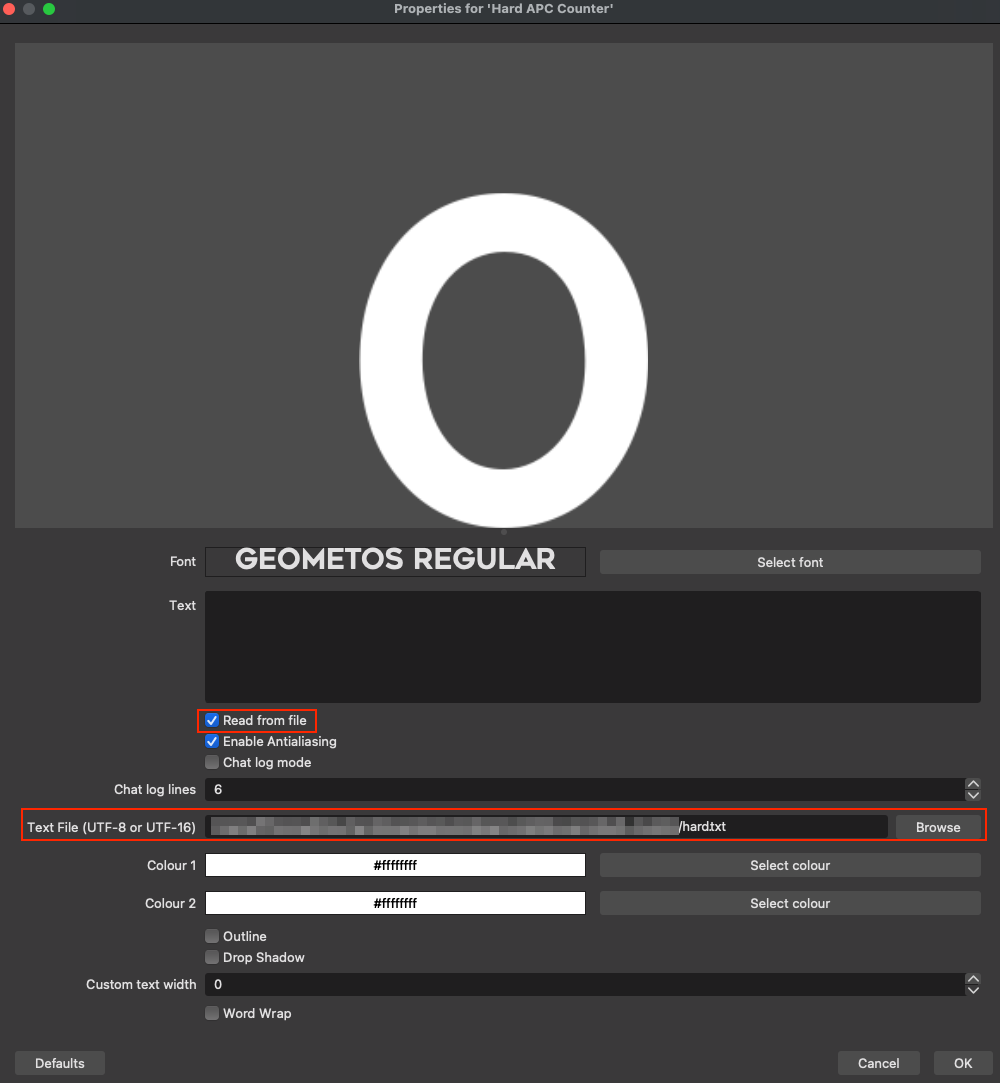 Properties for 'Hard APC Counter'
0
Font GEOMETOS REGULAR Select font
Text
Read from file
Enable Antialiasing
Chat log mode
Chat log lines 6
Text File (UTF-8 or UTF-16) /hard.txt Browse
Colour 1 #ffffffff Select colour
Colour 2 #ffffffff Select colour
Outline
Drop Shadow
Custom text width 0
Word Wrap
Defaults Cancel OK